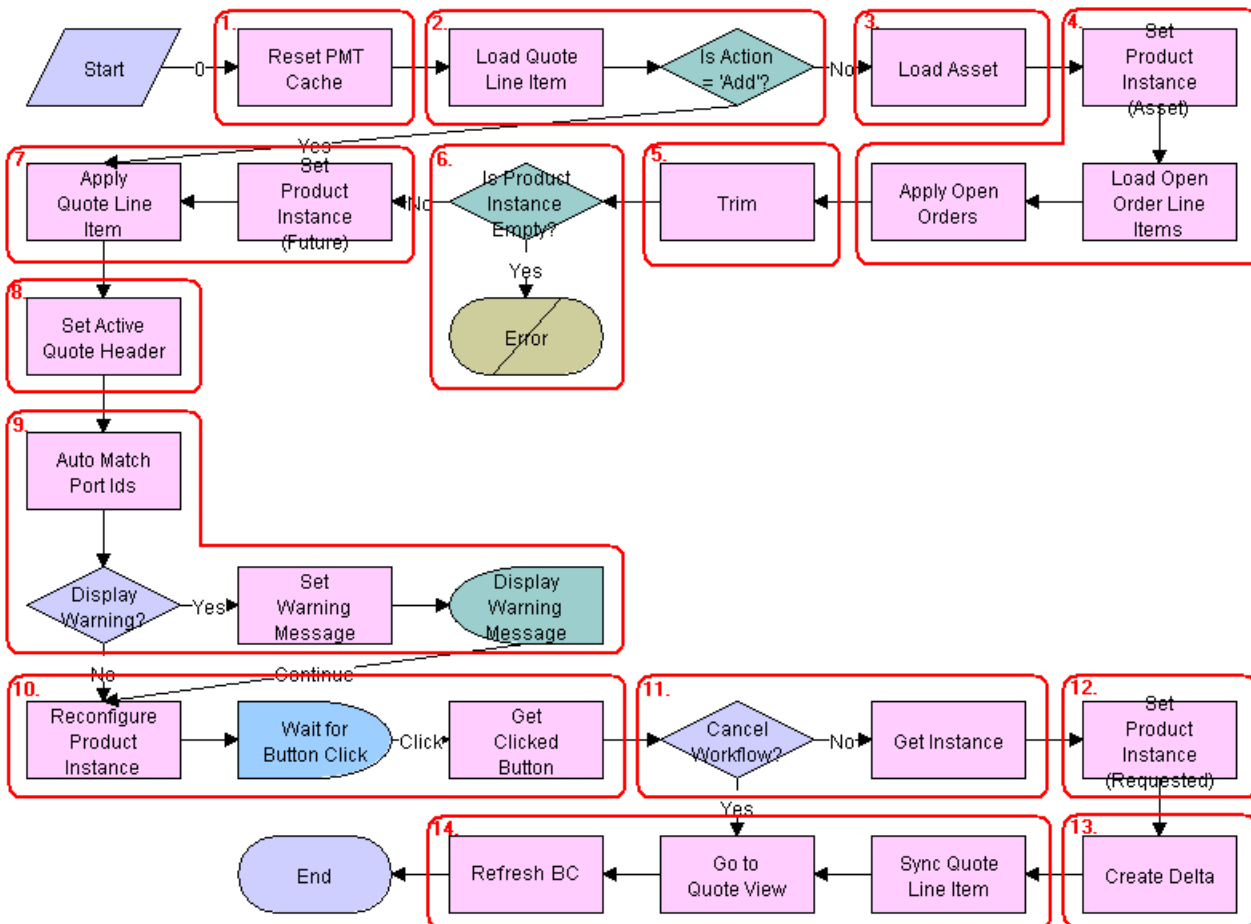 1.
2.
3.
4.
Start
0
Reset PMT
Cache
Load Quote
Line Item
Is Action
= 'Add'?
No
Load Asset
Set
Product
Instance
(Asset)
Yes
7
Apply
Quote Line
Item
Set
Product
Instance
(Future)
No
6.
Is Product
Instance
Empty?
5.
Trim
Apply Open
Orders
Load Open
Order Line
Items
Yes
Error
8
Set Active
Quote Header
9.
Auto Match
Port Ids
Display
Warning?
Yes
Set
Warning
Message
Display
Warning
Message
No
Continue
10.
Reconfigure
Product
Instance
Wait for
Button Click
Click
Get
Clicked
Button
11.
Cancel
Workflow?
No
Get Instance
12.
Set
Product
Instance
(Requested)
Yes
14.
13.
End
Refresh BC
Go to
Quote View
Sync Quote
Line Item
Create Delta